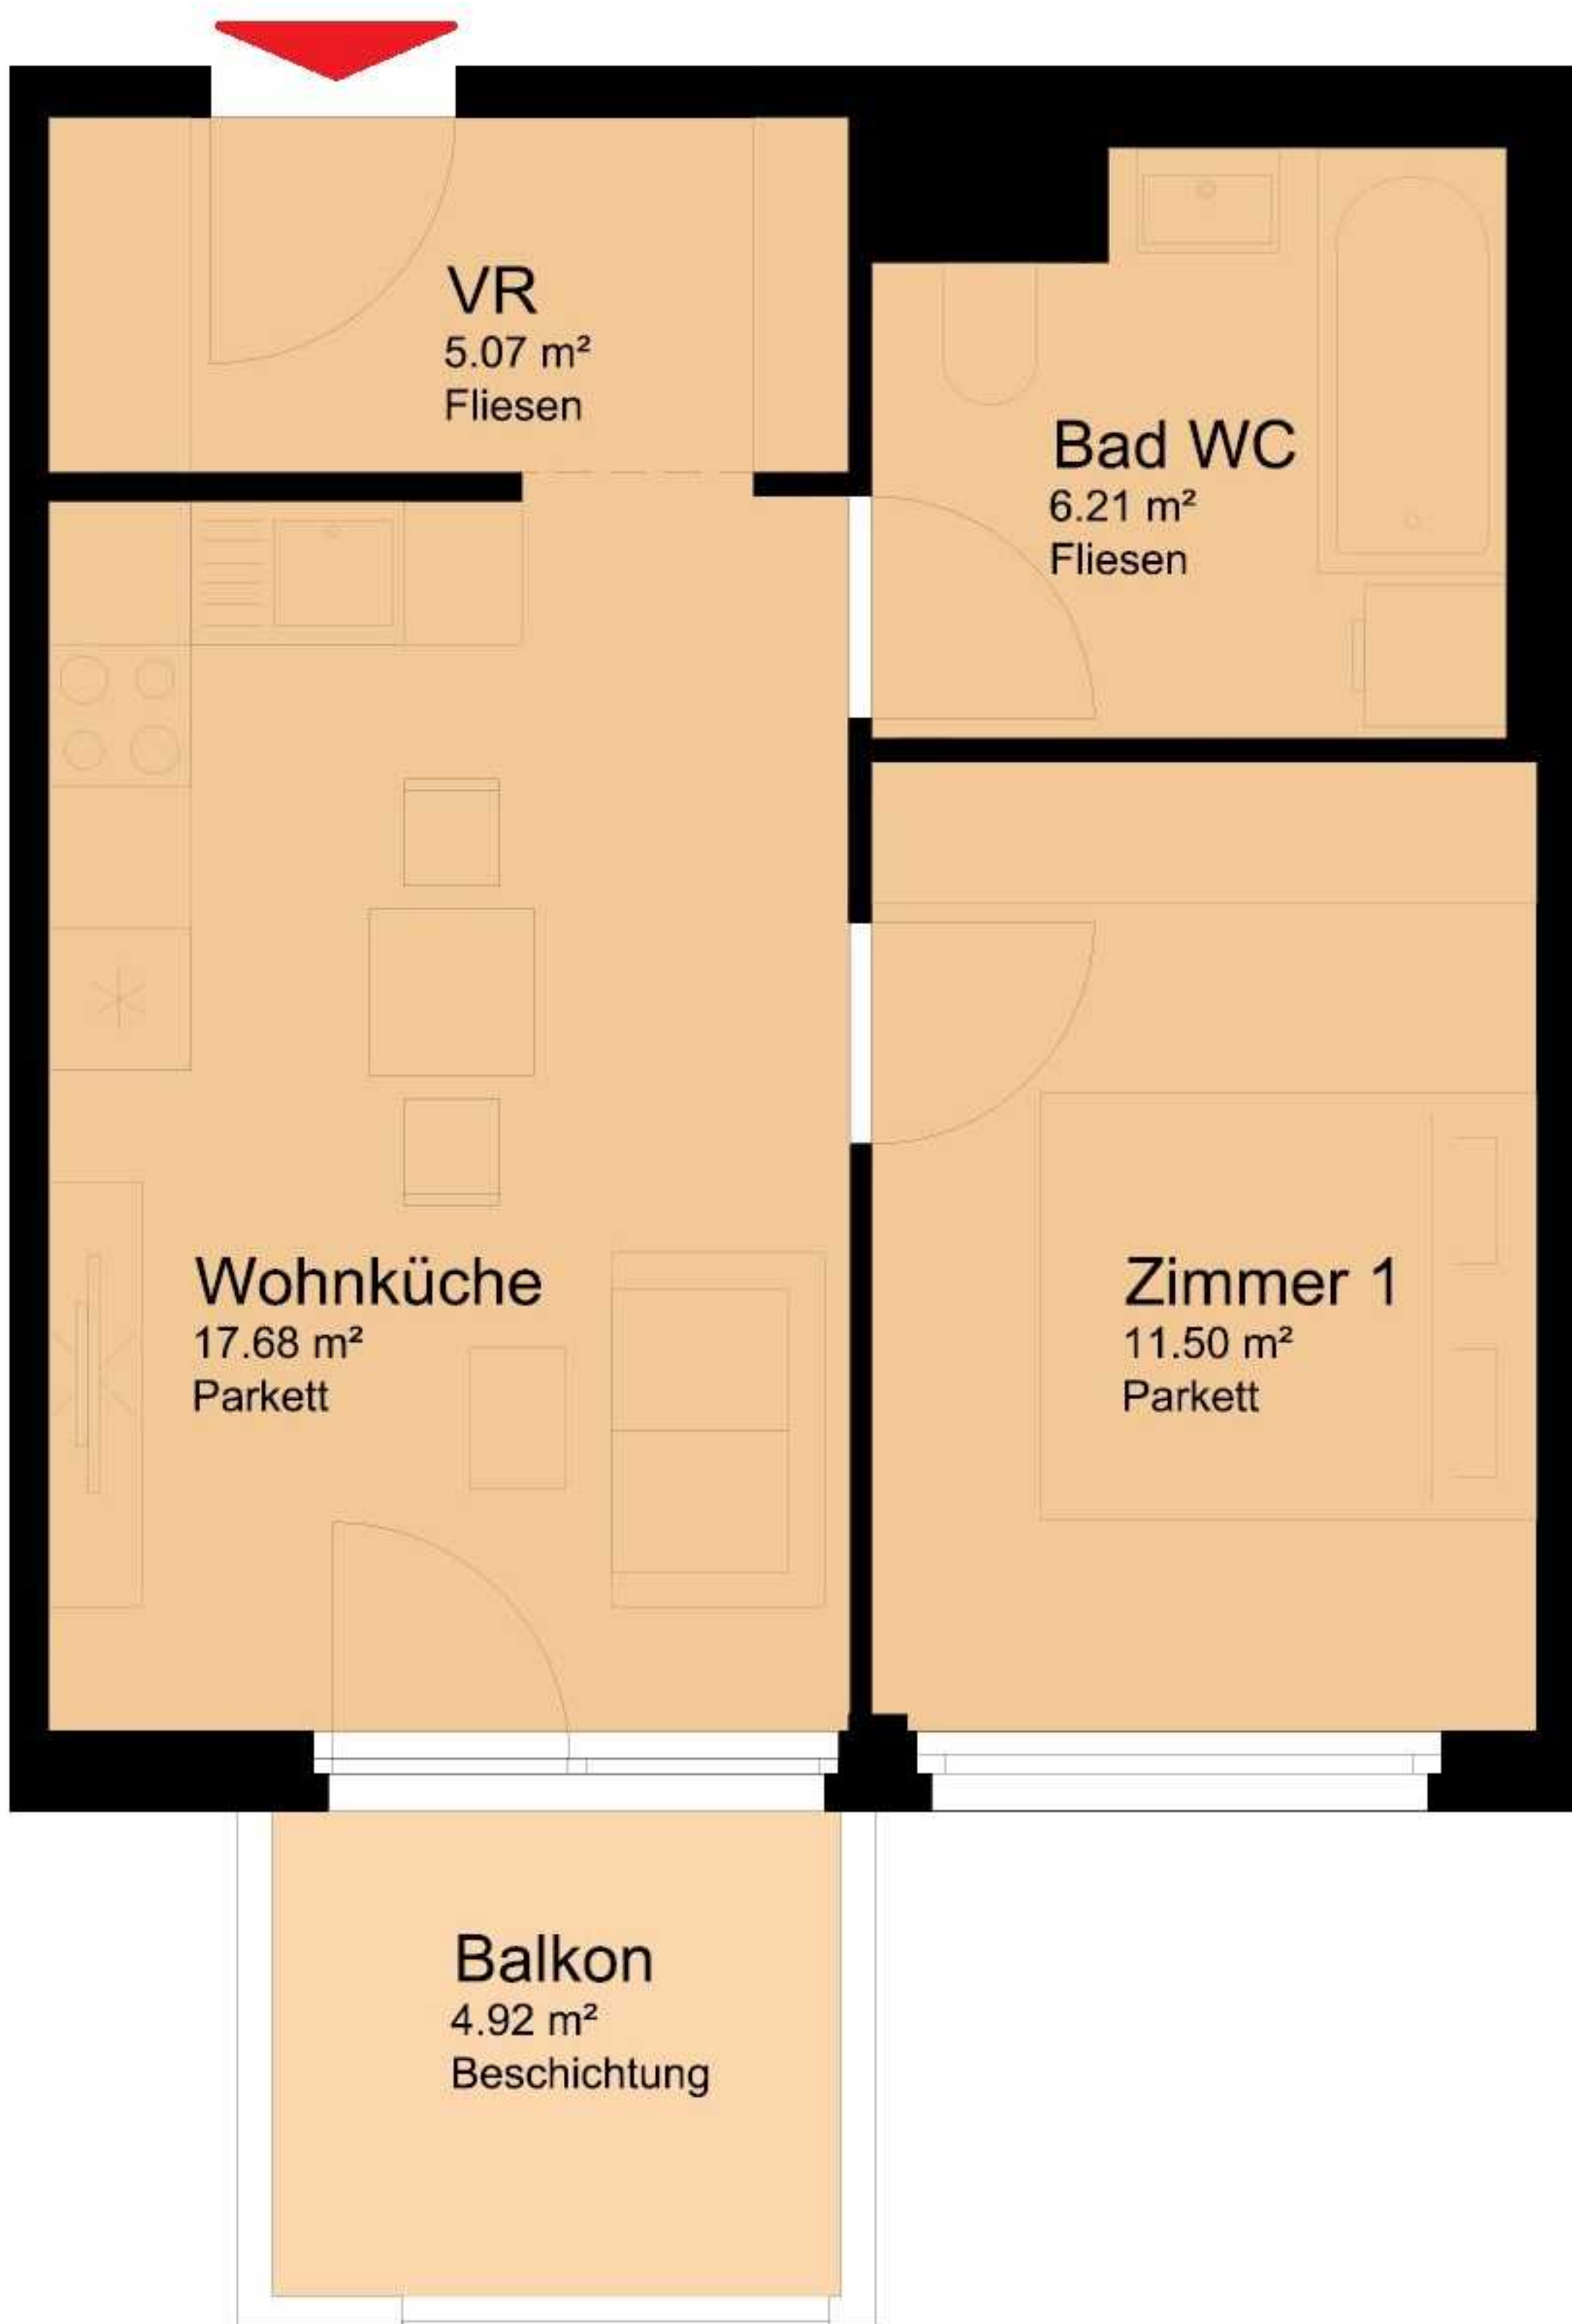 VR
5.07 m²
Fliesen
Bad WC
6.21 m²
Fliesen
Wohnküche
17.68 m²
Parkett
Zimmer 1
11.50 m²
Parkett
Balkon
4.92 m²
Beschichtung